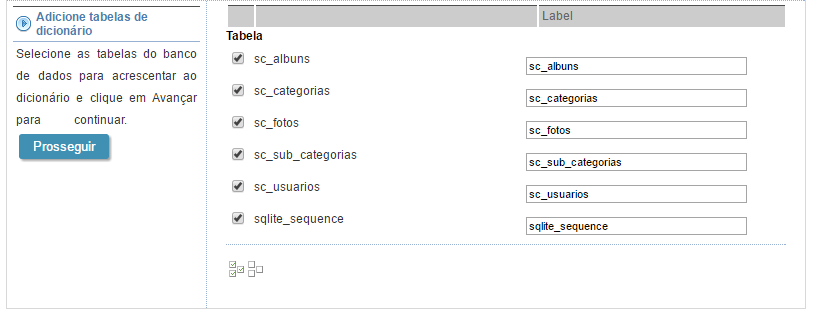 Adicione tabelas de
dicionário
Selecione as tabelas do banco
de dados para acrescentar ao
dicionário e clique em Avançar
para continuar.
Prosseguir
Label
Tabela
sc_albuns sc_albuns
sc_categorias sc_categorias
sc_fotos sc_fotos
sc_sub_categorias sc_sub_categorias
sc_usuarios sc_usuarios
sqlite_sequence sqlite_sequence